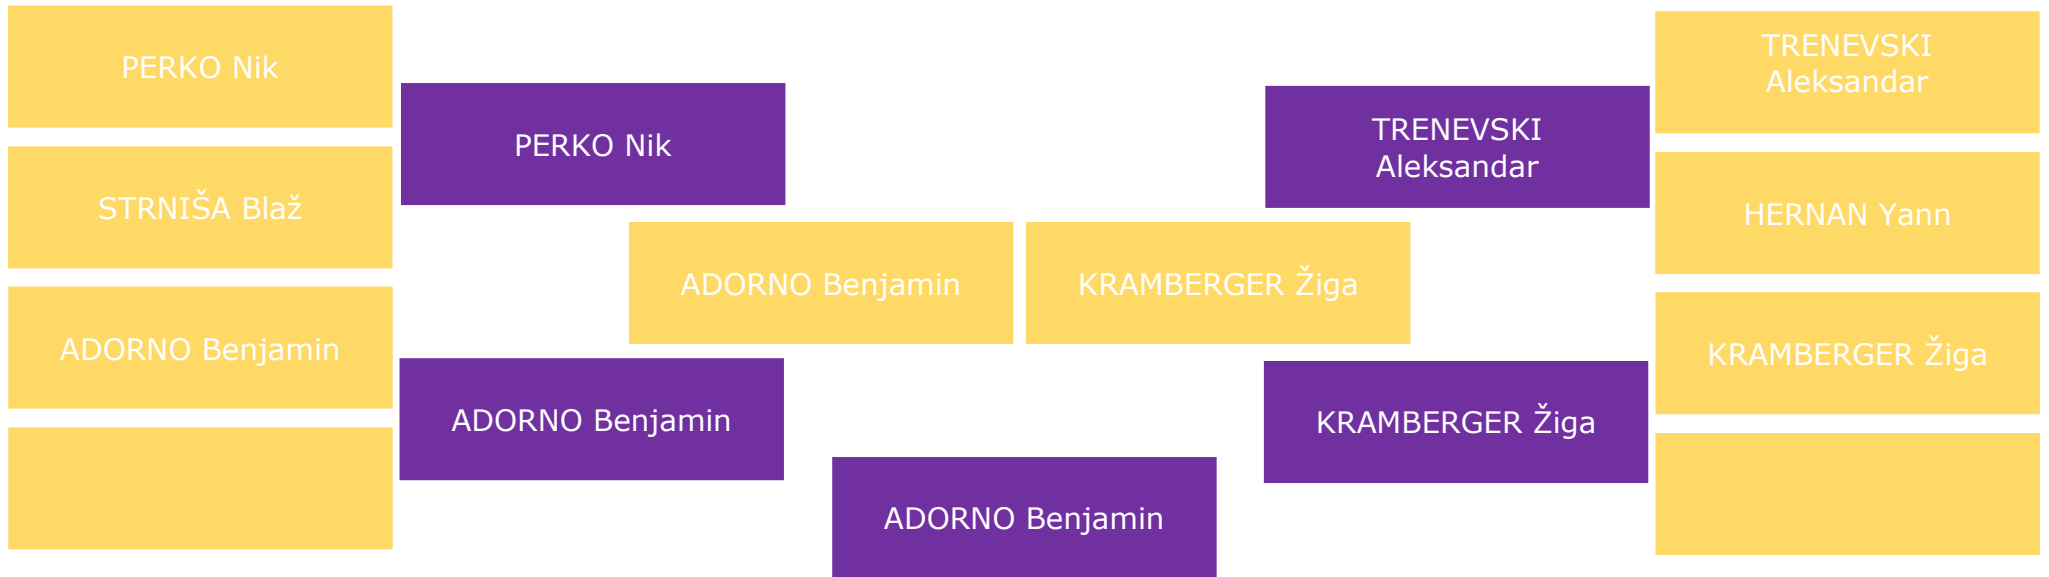 PERKO Nik
STRNIŠA Blaž
ADORNO Benjamin
PERKO Nik
ADORNO Benjamin
ADORNO Benjamin
KRAMBERGER Žiga
ADORNO Benjamin
TRENEVSKI
Aleksandar
KRAMBERGER Žiga
TRENEVSKI
Aleksandar
HERNAN Yann
KRAMBERGER Žiga